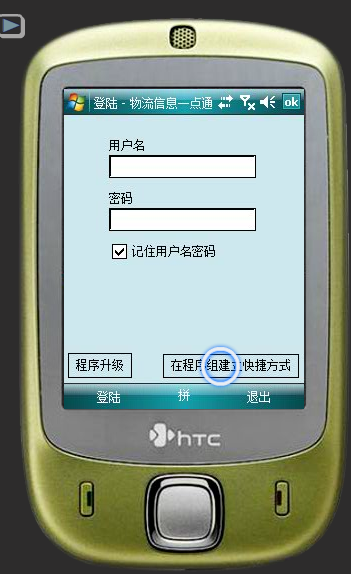 登陆 - 物流信息一点通 ok
用户名
密码
记住用户名密码
程序升级 在程序组建立快捷方式
登陆 拼 退出
hTC